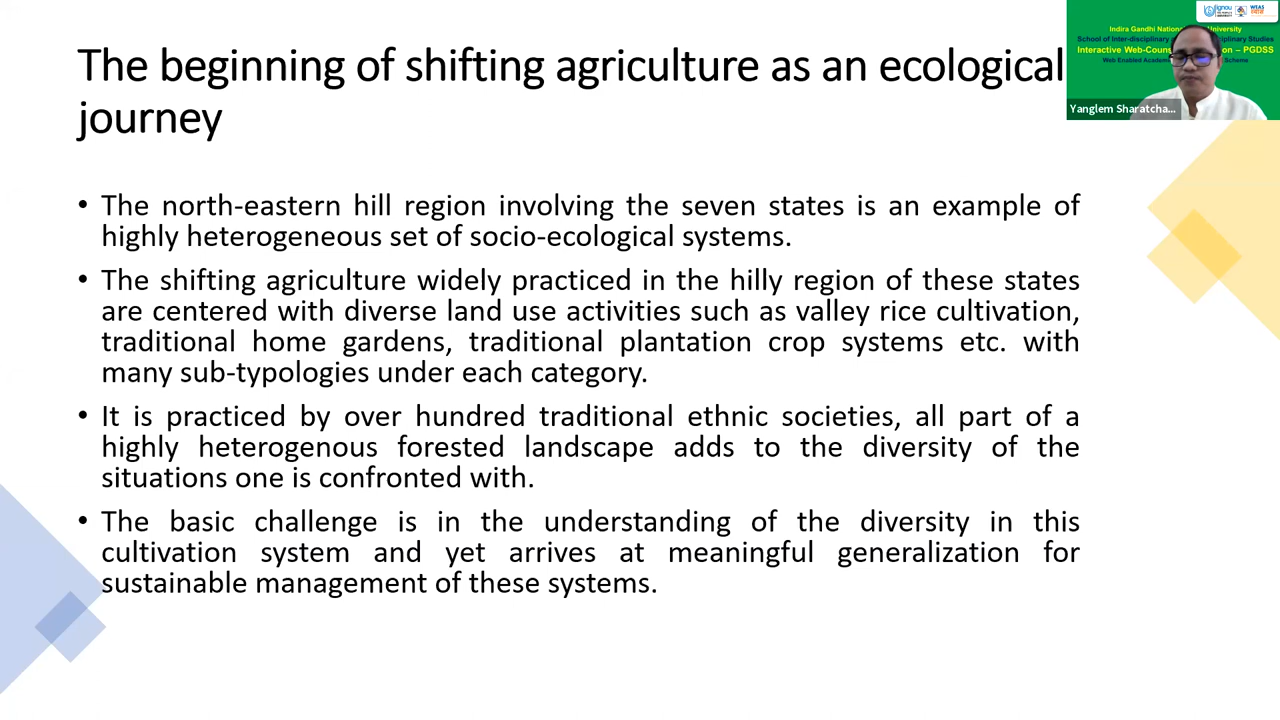 The beginning of shifting agriculture as an ecological
journey
• The north-eastern hill region involving the seven states is an example of
highly heterogeneous set of socio-ecological systems.
• The shifting agriculture widely practiced in the hilly region of these states
are centered with diverse land use activities such as valley rice cultivation,
traditional home gardens, traditional plantation crop systems etc. with
many sub-typologies under each category.
• It is practiced by over hundred traditional ethnic societies, all part of a
highly heterogenous forested landscape adds to the diversity of the
situations one is confronted with.
• The basic challenge is in the understanding of the diversity in this
cultivation system and yet arrives at meaningful generalization for
sustainable management of these systems.
ignou
WEAS
Indira Gandhi University
School of Inter-disciplinary Studies
Interactive – PGDSS
Web Enabled Scheme
Yanglem Sharatcha...